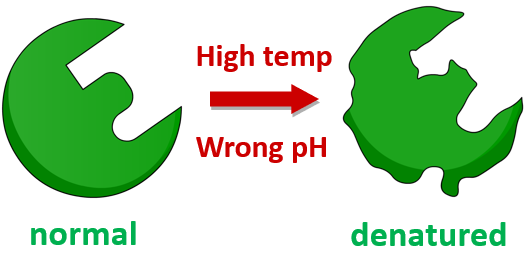 High temp
Wrong pH
normal
denatured